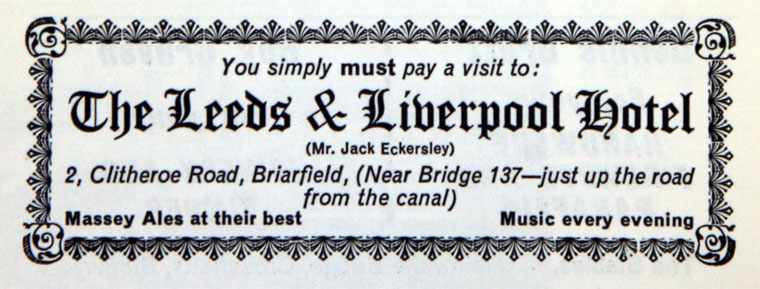 You simply must pay a visit to:
The Leeds & Liverpool Hotel
(Mr. Jack Eckersley)
2, Clitheroe Road, Briarfield, (Near Bridge 137—just up the road
from the canal)
Massey Ales at their best Music every evening